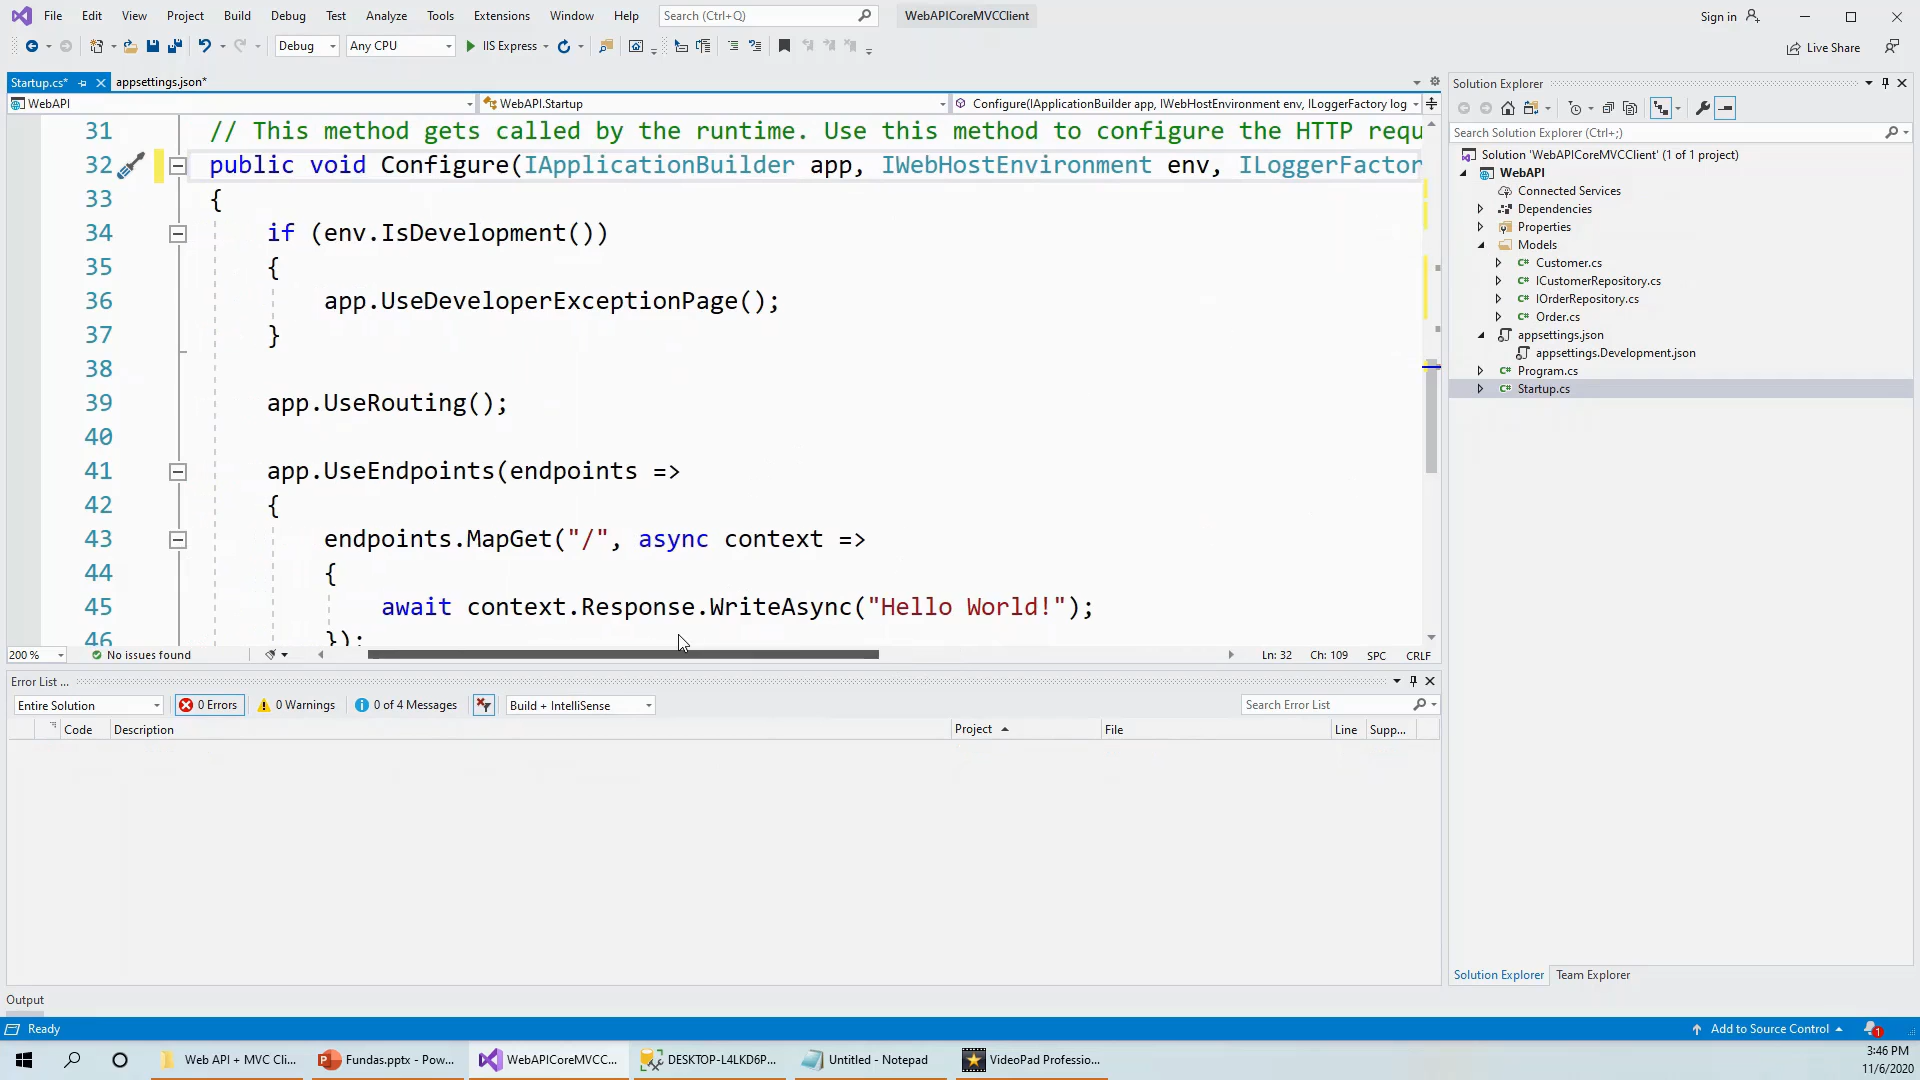 File Edit View Project Build Debug Test Analyze Tools Extensions Window Help Search (Ctrl+Q) WebAPICoreMVCClient Sign in
Debug Any CPU IIS Express Live Share
Startup.cs* appsettings.json*
WebAPI WebAPI.Startup Configure(IApplicationBuilder app, IWebHostEnvironment env, ILoggerFactory log
31 // This method gets called by the runtime. Use this method to configure the HTTP requ
32 public void Configure(IApplicationBuilder app, IWebHostEnvironment env, ILoggerFactor
33 {
34 if (env.IsDevelopment())
35 {
36 app.UseDeveloperExceptionPage();
37 }
38
39 app.UseRouting();
40
41 app.UseEndpoints(endpoints =>
42 {
43 endpoints.MapGet("/", async context =>
44 {
45 await context.Response.WriteAsync("Hello World!");
46 });
200 % No issues found Ln: 32 Ch: 109 SPC CRLF
Error List ...
Entire Solution 0 Errors 0 Warnings 0 of 4 Messages Build + IntelliSense Search Error List
Code Description Project File Line Supp...
Output
Solution Explorer
Search Solution Explorer (Ctrl+;)
Solution 'WebAPICoreMVCClient' (1 of 1 project)
WebAPI
Connected Services
Dependencies
Properties
Models
C# Customer.cs
C# ICustomerRepository.cs
C# IOrderRepository.cs
C# Order.cs
appsettings.json
appsettings.Development.json
C# Program.cs
C# Startup.cs
Solution Explorer Team Explorer
Ready Add to Source Control 1
Web API + MVC Cli... Fundas.pptx - Pow... WebAPICoreMVCC... DESKTOP-L4LKD6P... Untitled - Notepad VideoPad Professio...
3:46 PM
11/6/2020